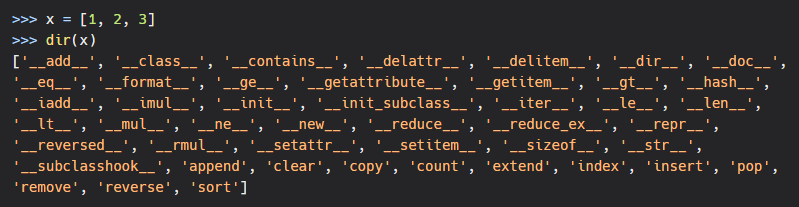 >>> x = [1, 2, 3]
>>> dir(x)
['__add__', '__class__', '__contains__', '__delattr__', '__delitem__', '__dir__', '__doc__',
'__eq__', '__format__', '__ge__', '__getattribute__', '__getitem__', '__gt__', '__hash__',
'__iadd__', '__imul__', '__init__', '__init_subclass__', '__iter__', '__le__', '__len__',
'__lt__', '__mul__', '__ne__', '__new__', '__reduce__', '__reduce_ex__', '__repr__',
'__reversed__', '__rmul__', '__setattr__', '__setitem__', '__sizeof__', '__str__',
'__subclasshook__', 'append', 'clear', 'copy', 'count', 'extend', 'index', 'insert', 'pop',
'remove', 'reverse', 'sort']